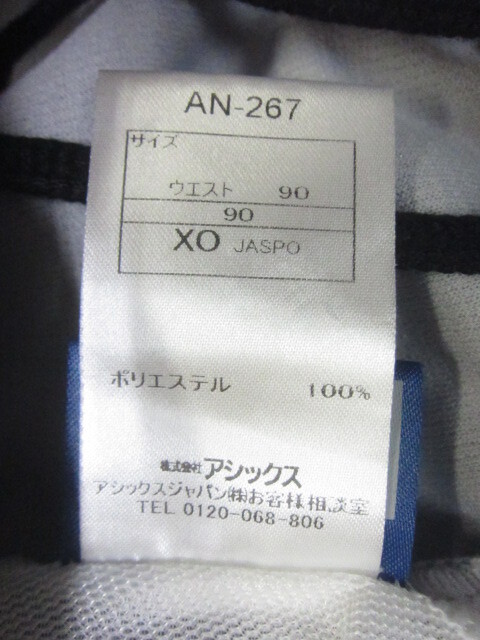 AN-267
サイズ
ウエスト 90
90
XO JASPO
ポリエステル 100%
株式会社 アシックス
アシックスジャパン㈱お客様相談室
TEL 0120-068-806